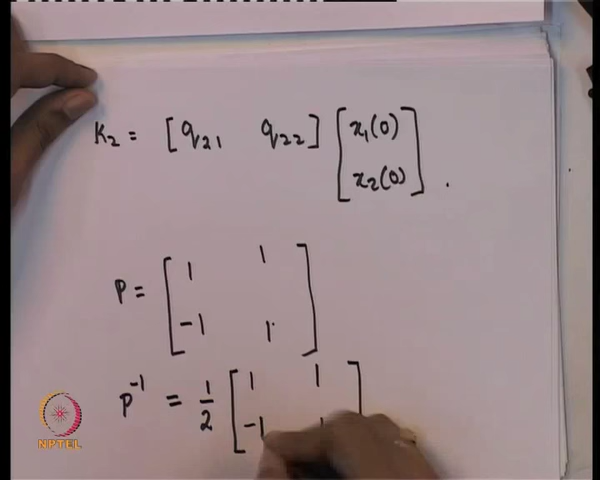 K₂ = [q₂₁ q₂₂] [x₁(0)
x₂(0)] .
P = [1 1
-1 1]
P⁻¹ = 1/2 [1 1
-1
NPTEL